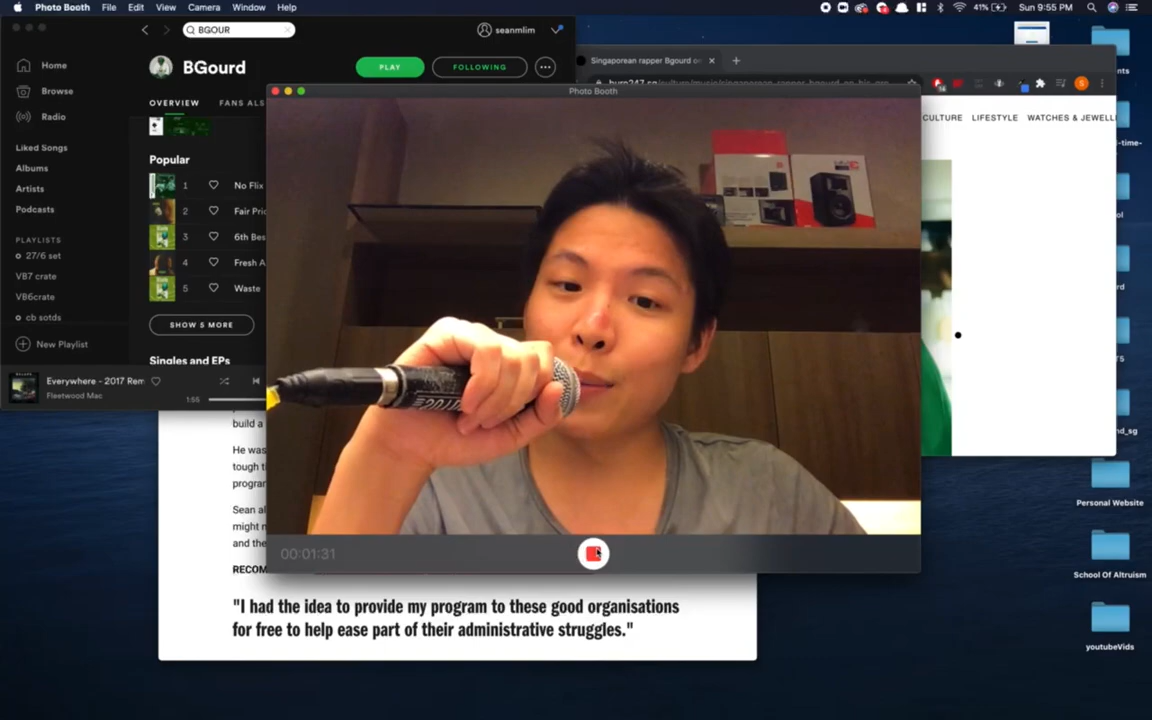 Photo Booth File Edit View Camera Window Help
41% Sun 9:55 PM
BGOUR
seanmlim
BGourd
PLAY
FOLLOWING
OVERVIEW FANS ALS
Home
Browse
Radio
Liked Songs
Albums
Artists
Podcasts
PLAYLISTS
27/6 set
VB7 crate
VB6crate
cb sotds
New Playlist
Popular
1 No Flix
2 Fair Pric
3 6th Bes
4 Fresh A
5 Waste
SHOW 5 MORE
Singles and EPs
Everywhere - 2017 Rem
Fleetwood Mac
1:55
Photo Booth
00:01:31
Singaporean rapper Bgourd o
CULTURE LIFESTYLE WATCHES & JEWELL
build a
He was
tough t
progra
Sean al
might n
and the
RECOM
"I had the idea to provide my program to these good organisations
for free to help ease part of their administrative struggles."
nts
-time-
ol
rd
T5
nd_sg
Personal Website
School Of Altruism
youtubeVids